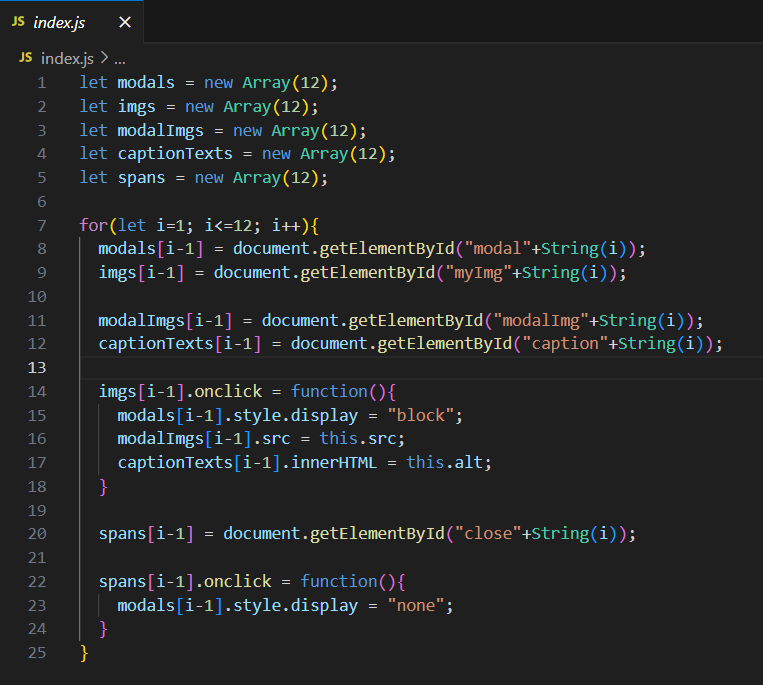 JS index.js ×
JS index.js > ...
1 let modals = new Array(12);
2 let imgs = new Array(12);
3 let modalImgs = new Array(12);
4 let captionTexts = new Array(12);
5 let spans = new Array(12);
6
7 for(let i=1; i<=12; i++){
8   modals[i-1] = document.getElementById("modal"+String(i));
9   imgs[i-1] = document.getElementById("myImg"+String(i));
10
11   modalImgs[i-1] = document.getElementById("modalImg"+String(i));
12   captionTexts[i-1] = document.getElementById("caption"+String(i));
13
14   imgs[i-1].onclick = function(){
15     modals[i-1].style.display = "block";
16     modalImgs[i-1].src = this.src;
17     captionTexts[i-1].innerHTML = this.alt;
18   }
19
20   spans[i-1] = document.getElementById("close"+String(i));
21
22   spans[i-1].onclick = function(){
23     modals[i-1].style.display = "none";
24   }
25 }